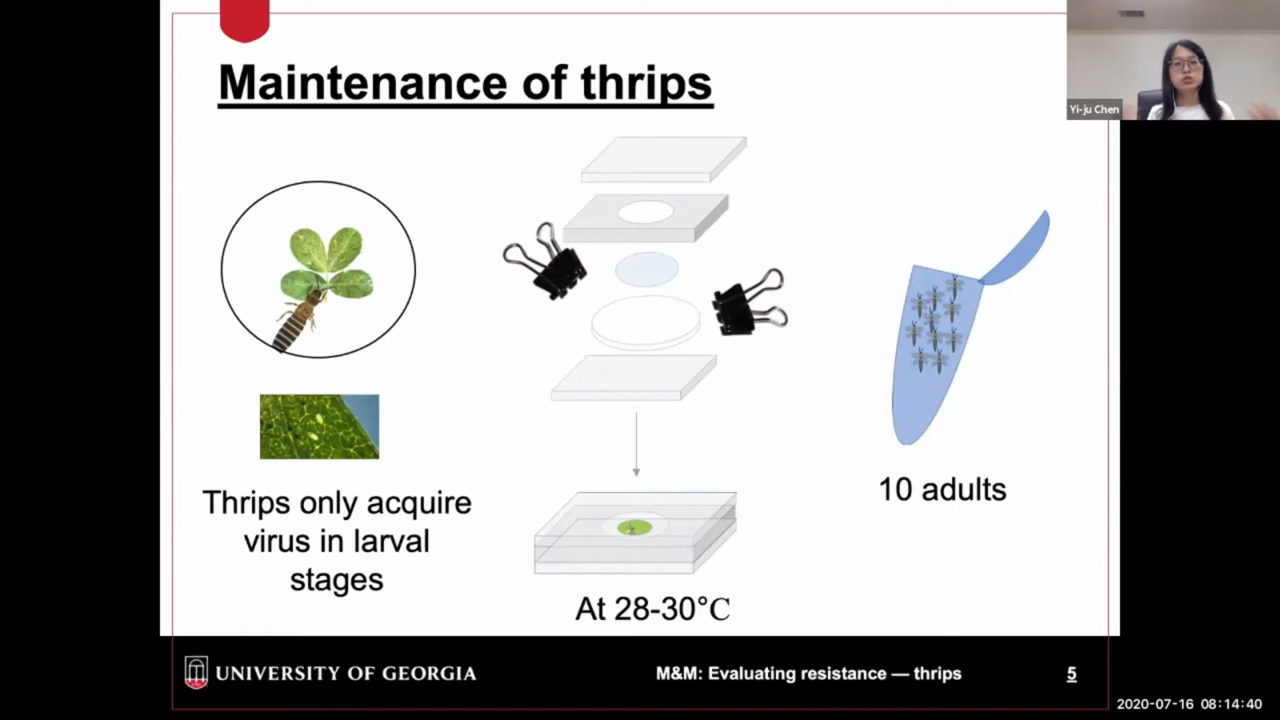 Maintenance of thrips
Yi-ju Chen
Thrips only acquire
virus in larval
stages
At 28-30°C
10 adults
UNIVERSITY OF GEORGIA
M&M: Evaluating resistance — thrips
5
2020-07-16 08:14:40